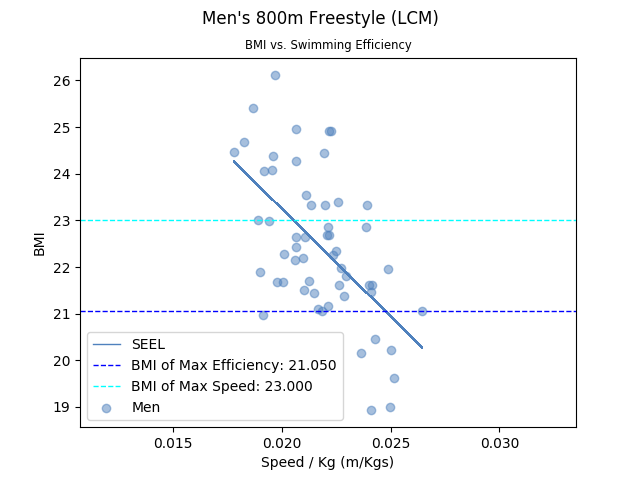 Men's 800m Freestyle (LCM)
BMI vs. Swimming Efficiency
BMI
26
25
24
23
22
21
20
19
SEEL
BMI of Max Efficiency: 21.050
BMI of Max Speed: 23.000
Men
0.015 0.020 0.025 0.030
Speed / Kg (m/Kgs)